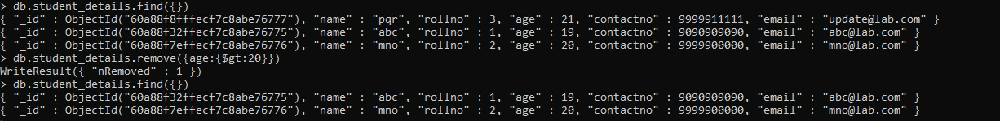 > db.student_details.find({})
{ "_id" : ObjectId("60a88f8fffecf7c8abe76777"), "name" : "pqr", "rollno" : 3, "age" : 21, "contactno" : 9999911111, "email" : "update@lab.com" }
{ "_id" : ObjectId("60a88f32ffecf7c8abe76775"), "name" : "abc", "rollno" : 1, "age" : 19, "contactno" : 9090909090, "email" : "abc@lab.com" }
{ "_id" : ObjectId("60a88f7effecf7c8abe76776"), "name" : "mno", "rollno" : 2, "age" : 20, "contactno" : 9999900000, "email" : "mno@lab.com" }
> db.student_details.remove({age:{$gt:20}})
WriteResult({ "nRemoved" : 1 })
> db.student_details.find({})
{ "_id" : ObjectId("60a88f32ffecf7c8abe76775"), "name" : "abc", "rollno" : 1, "age" : 19, "contactno" : 9090909090, "email" : "abc@lab.com" }
{ "_id" : ObjectId("60a88f7effecf7c8abe76776"), "name" : "mno", "rollno" : 2, "age" : 20, "contactno" : 9999900000, "email" : "mno@lab.com" }